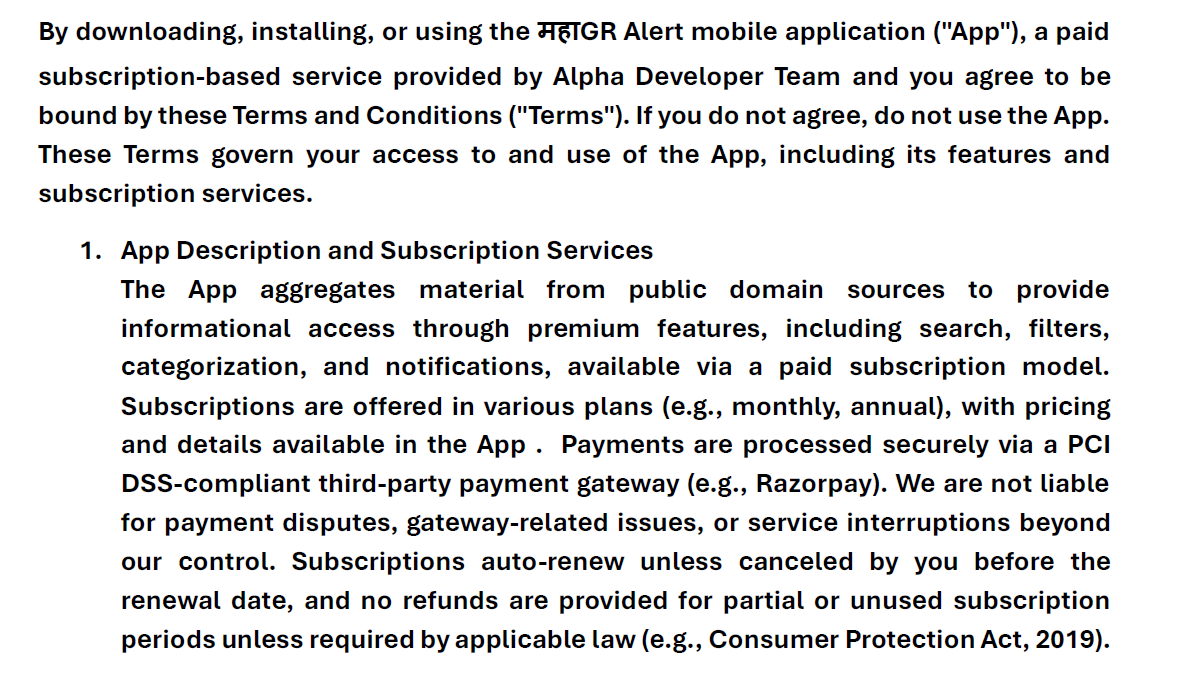 By downloading, installing, or using the महाGR Alert mobile application ("App"), a paid
subscription-based service provided by Alpha Developer Team and you agree to be
bound by these Terms and Conditions ("Terms"). If you do not agree, do not use the App.
These Terms govern your access to and use of the App, including its features and
subscription services.
1. App Description and Subscription Services
The App aggregates material from public domain sources to provide
informational access through premium features, including search, filters,
categorization, and notifications, available via a paid subscription model.
Subscriptions are offered in various plans (e.g., monthly, annual), with pricing
and details available in the App .  Payments are processed securely via a PCI
DSS-compliant third-party payment gateway (e.g., Razorpay). We are not liable
for payment disputes, gateway-related issues, or service interruptions beyond
our control. Subscriptions auto-renew unless canceled by you before the
renewal date, and no refunds are provided for partial or unused subscription
periods unless required by applicable law (e.g., Consumer Protection Act, 2019).